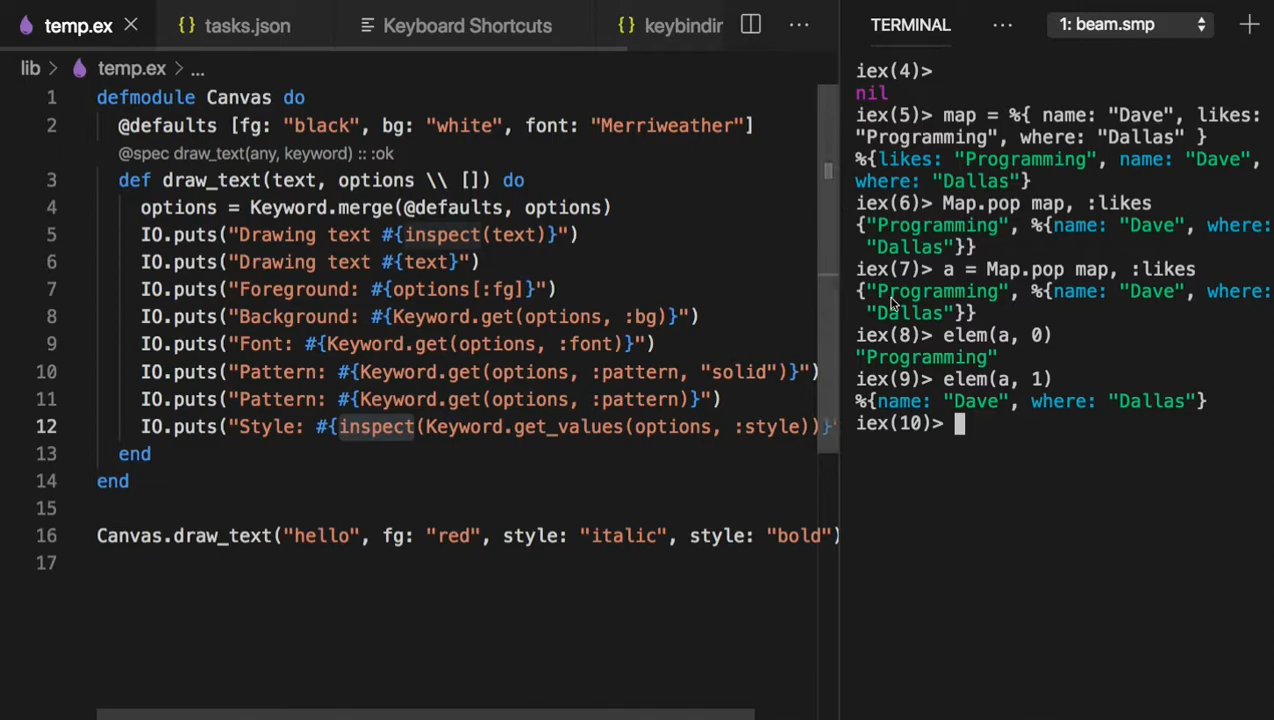 temp.ex
tasks.json
Keyboard Shortcuts
keybindir
lib > temp.ex > ...
1 defmodule Canvas do
2 @defaults [fg: "black", bg: "white", font: "Merriweather"]
@spec draw_text(any, keyword) :: :ok
3 def draw_text(text, options \\ []) do
4 options = Keyword.merge(@defaults, options)
5 IO.puts("Drawing text #{inspect(text)}")
6 IO.puts("Drawing text #{text}")
7 IO.puts("Foreground: #{options[:fg]}")
8 IO.puts("Background: #{Keyword.get(options, :bg)}")
9 IO.puts("Font: #{Keyword.get(options, :font)}")
10 IO.puts("Pattern: #{Keyword.get(options, :pattern, "solid")}")
11 IO.puts("Pattern: #{Keyword.get(options, :pattern)}")
12 IO.puts("Style: #{inspect(Keyword.get_values(options, :style))}"
13 end
14 end
15
16 Canvas.draw_text("hello", fg: "red", style: "italic", style: "bold")
17
TERMINAL
1: beam.smp
iex(4)>
nil
iex(5)> map = %{ name: "Dave", likes:
"Programming", where: "Dallas" }
%{likes: "Programming", name: "Dave",
where: "Dallas"}
iex(6)> Map.pop map, :likes
{"Programming", %{name: "Dave", where:
"Dallas"}}
iex(7)> a = Map.pop map, :likes
{"Programming", %{name: "Dave", where:
"Dallas"}}
iex(8)> elem(a, 0)
"Programming"
iex(9)> elem(a, 1)
%{name: "Dave", where: "Dallas"}
iex(10)>